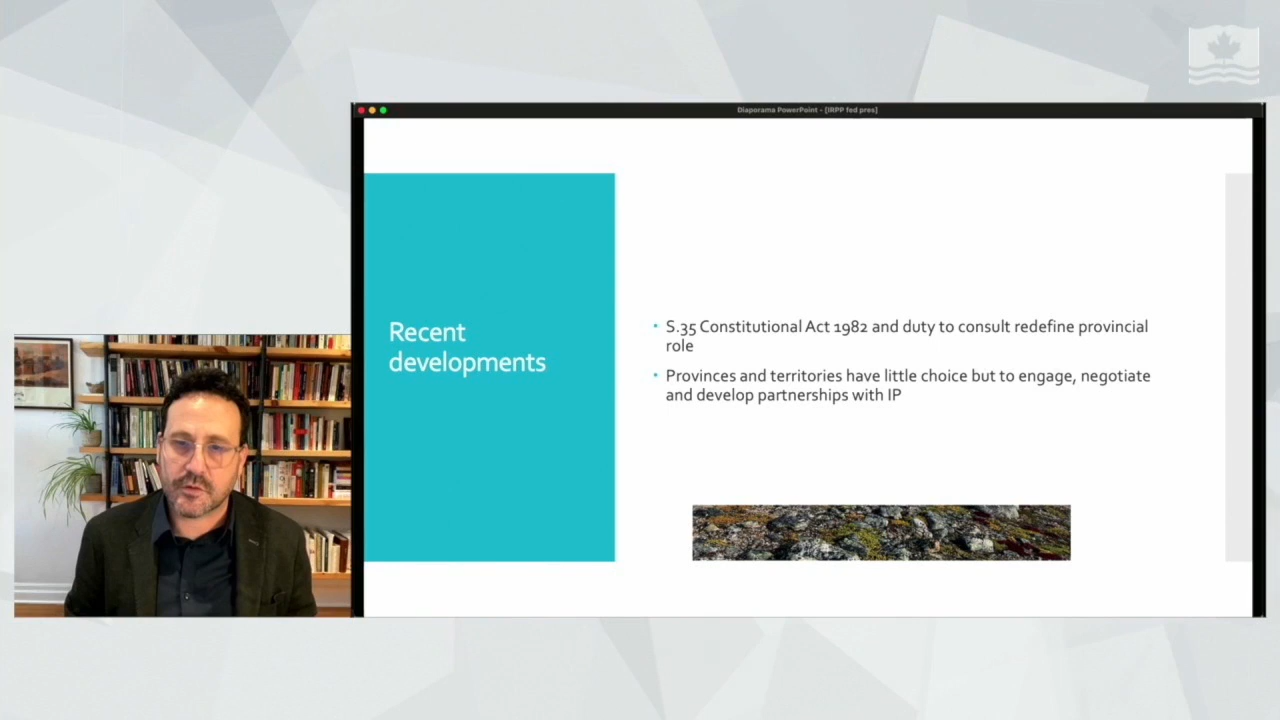 Diaporama PowerPoint - [IRPP fed pres]
Recent
developments
• S.35 Constitutional Act 1982 and duty to consult redefine provincial
role
• Provinces and territories have little choice but to engage, negotiate
and develop partnerships with IP